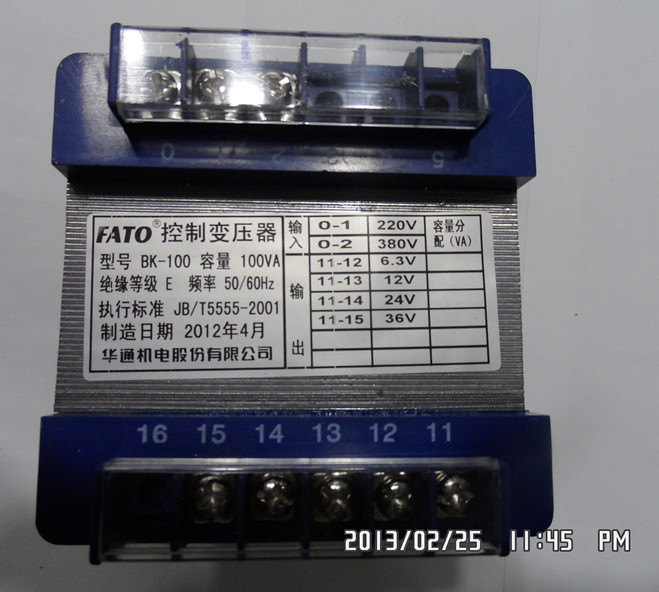 0 1 2 5
FATO® 控制变压器
型号 BK-100 容量 100VA
绝缘等级 E 频率 50/60Hz
执行标准 JB/T5555-2001
制造日期 2012年4月
华通机电股份有限公司
输入 0-1 220V 容量分配(VA)
0-2 380V
输出 11-12 6.3V
11-13 12V
11-14 24V
11-15 36V
16 15 14 13 12 11
2013/02/25 11:45 PM